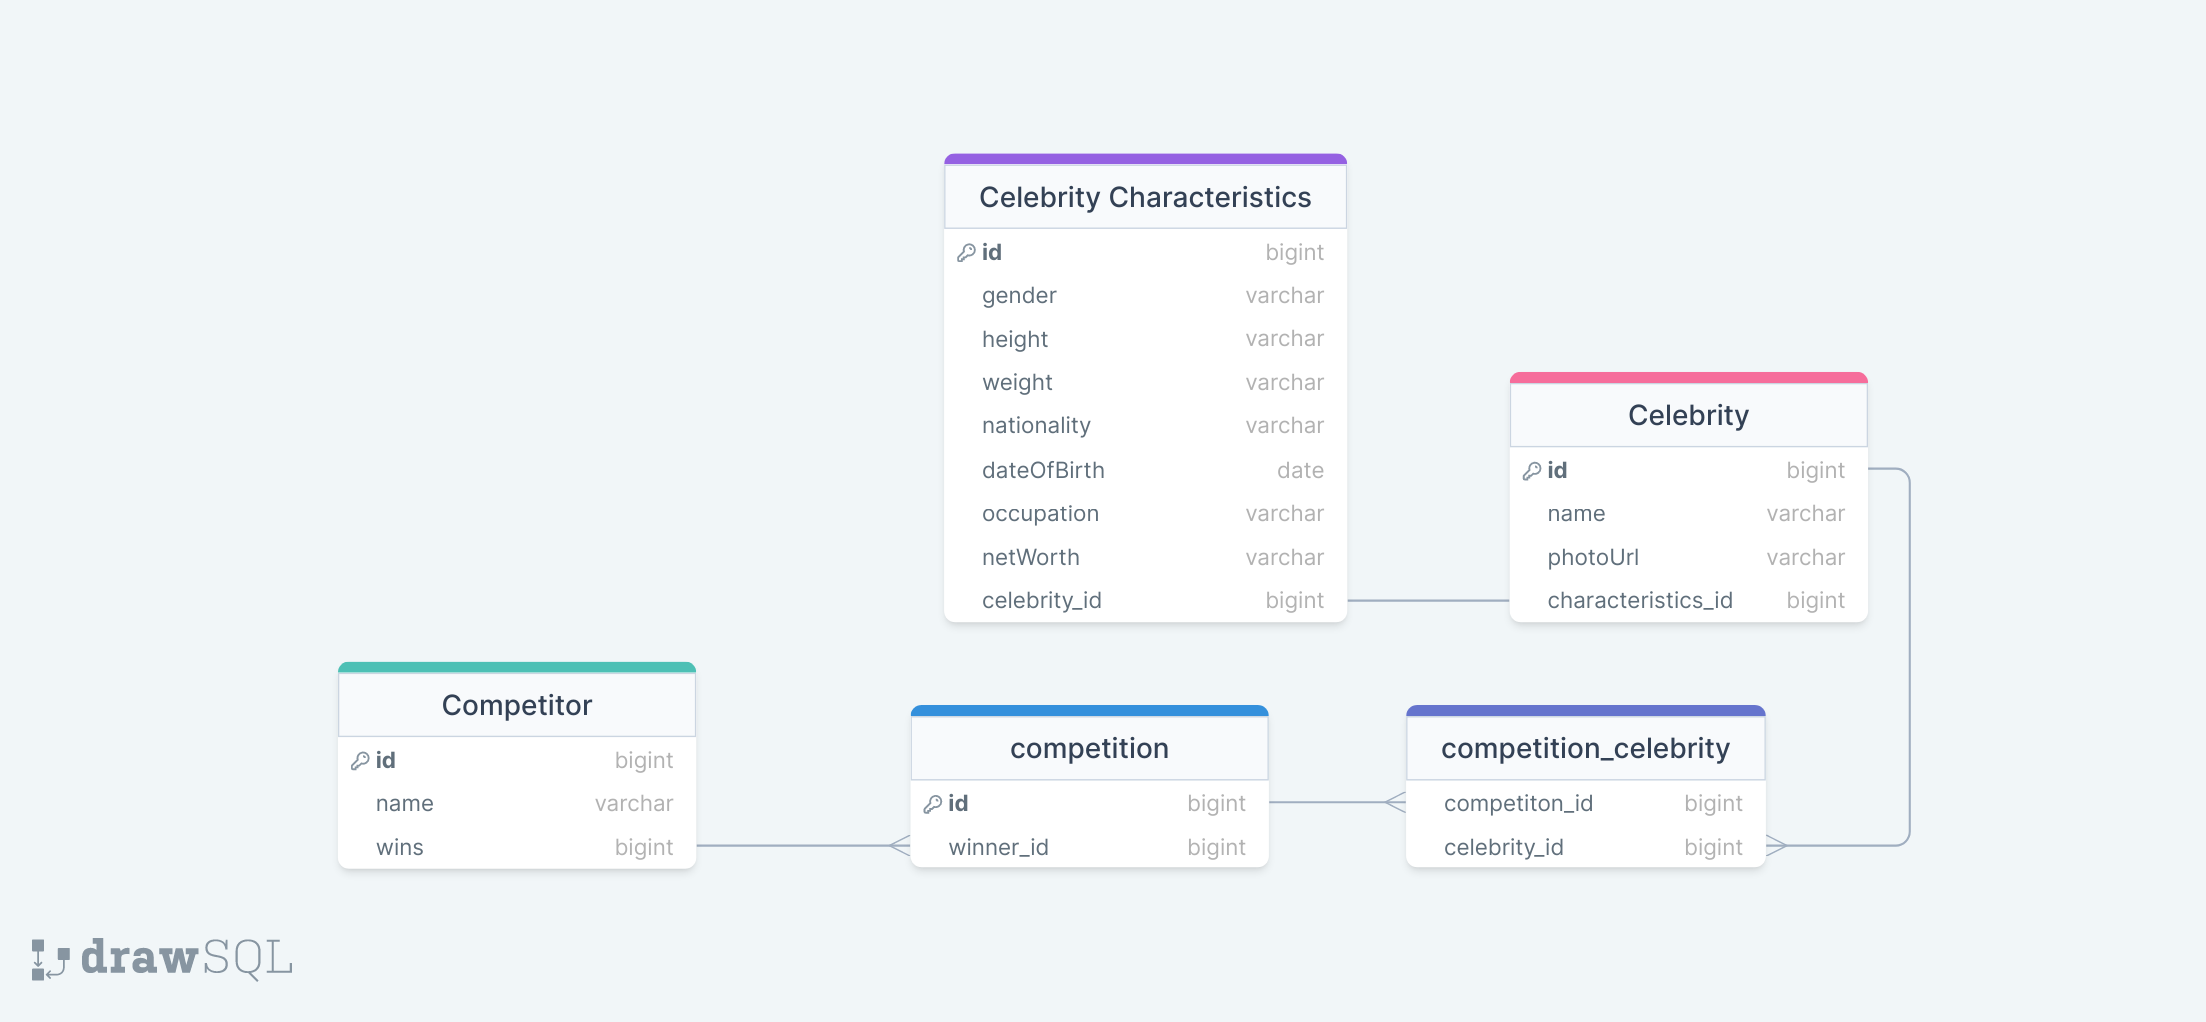 Celebrity Characteristics
id bigint
gender varchar
height varchar
weight varchar
nationality varchar
dateOfBirth date
occupation varchar
netWorth varchar
celebrity_id bigint
Celebrity
id bigint
name varchar
photoUrl varchar
characteristics_id bigint
Competitor
id bigint
name varchar
wins bigint
competition
id bigint
winner_id bigint
competition_celebrity
competiton_id bigint
celebrity_id bigint
drawSQL